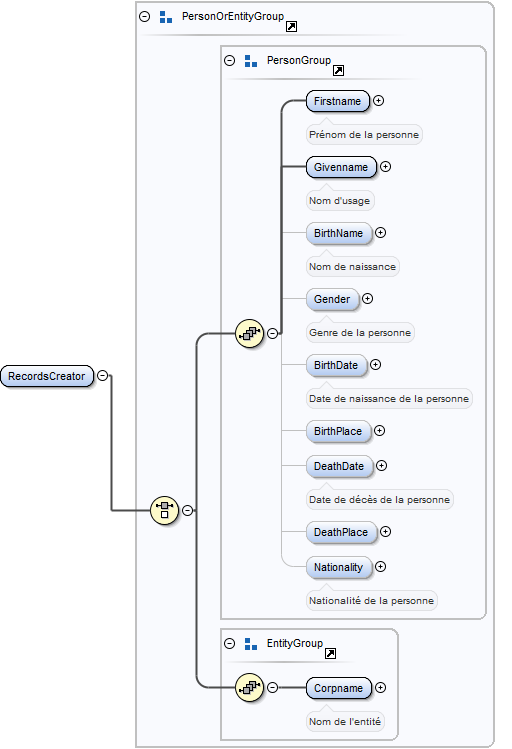 PersonOrEntityGroup
PersonGroup
Firstname
Prénom de la personne
Givenname
Nom d'usage
BirthName
Nom de naissance
Gender
Genre de la personne
RecordsCreator
BirthDate
Date de naissance de la personne
BirthPlace
DeathDate
Date de décès de la personne
DeathPlace
Nationality
Nationalité de la personne
EntityGroup
Corpname
Nom de l'entité